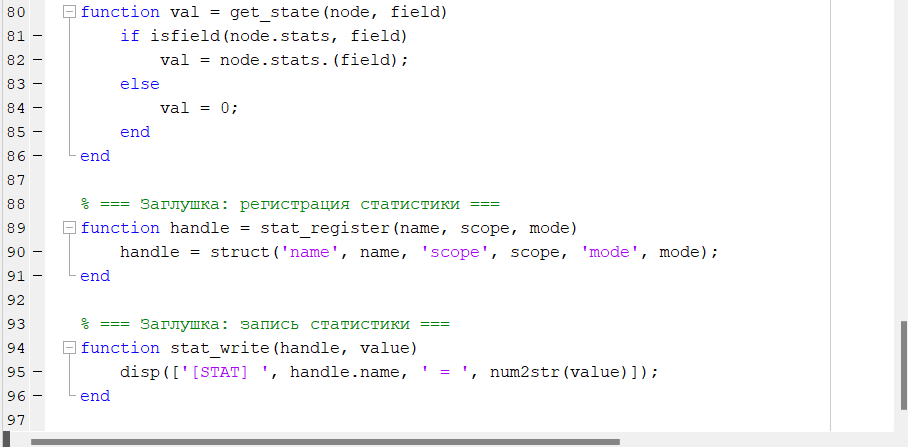 80 function val = get_state(node, field)
81 – if isfield(node.stats, field)
82 – val = node.stats.(field);
83 – else
84 – val = 0;
85 – end
86 – end
87
88 % === Заглушка: регистрация статистики ===
89 function handle = stat_register(name, scope, mode)
90 – handle = struct('name', name, 'scope', scope, 'mode', mode);
91 – end
92
93 % === Заглушка: запись статистики ===
94 function stat_write(handle, value)
95 – disp(['[STAT] ', handle.name, ' = ', num2str(value)]);
96 – end
97